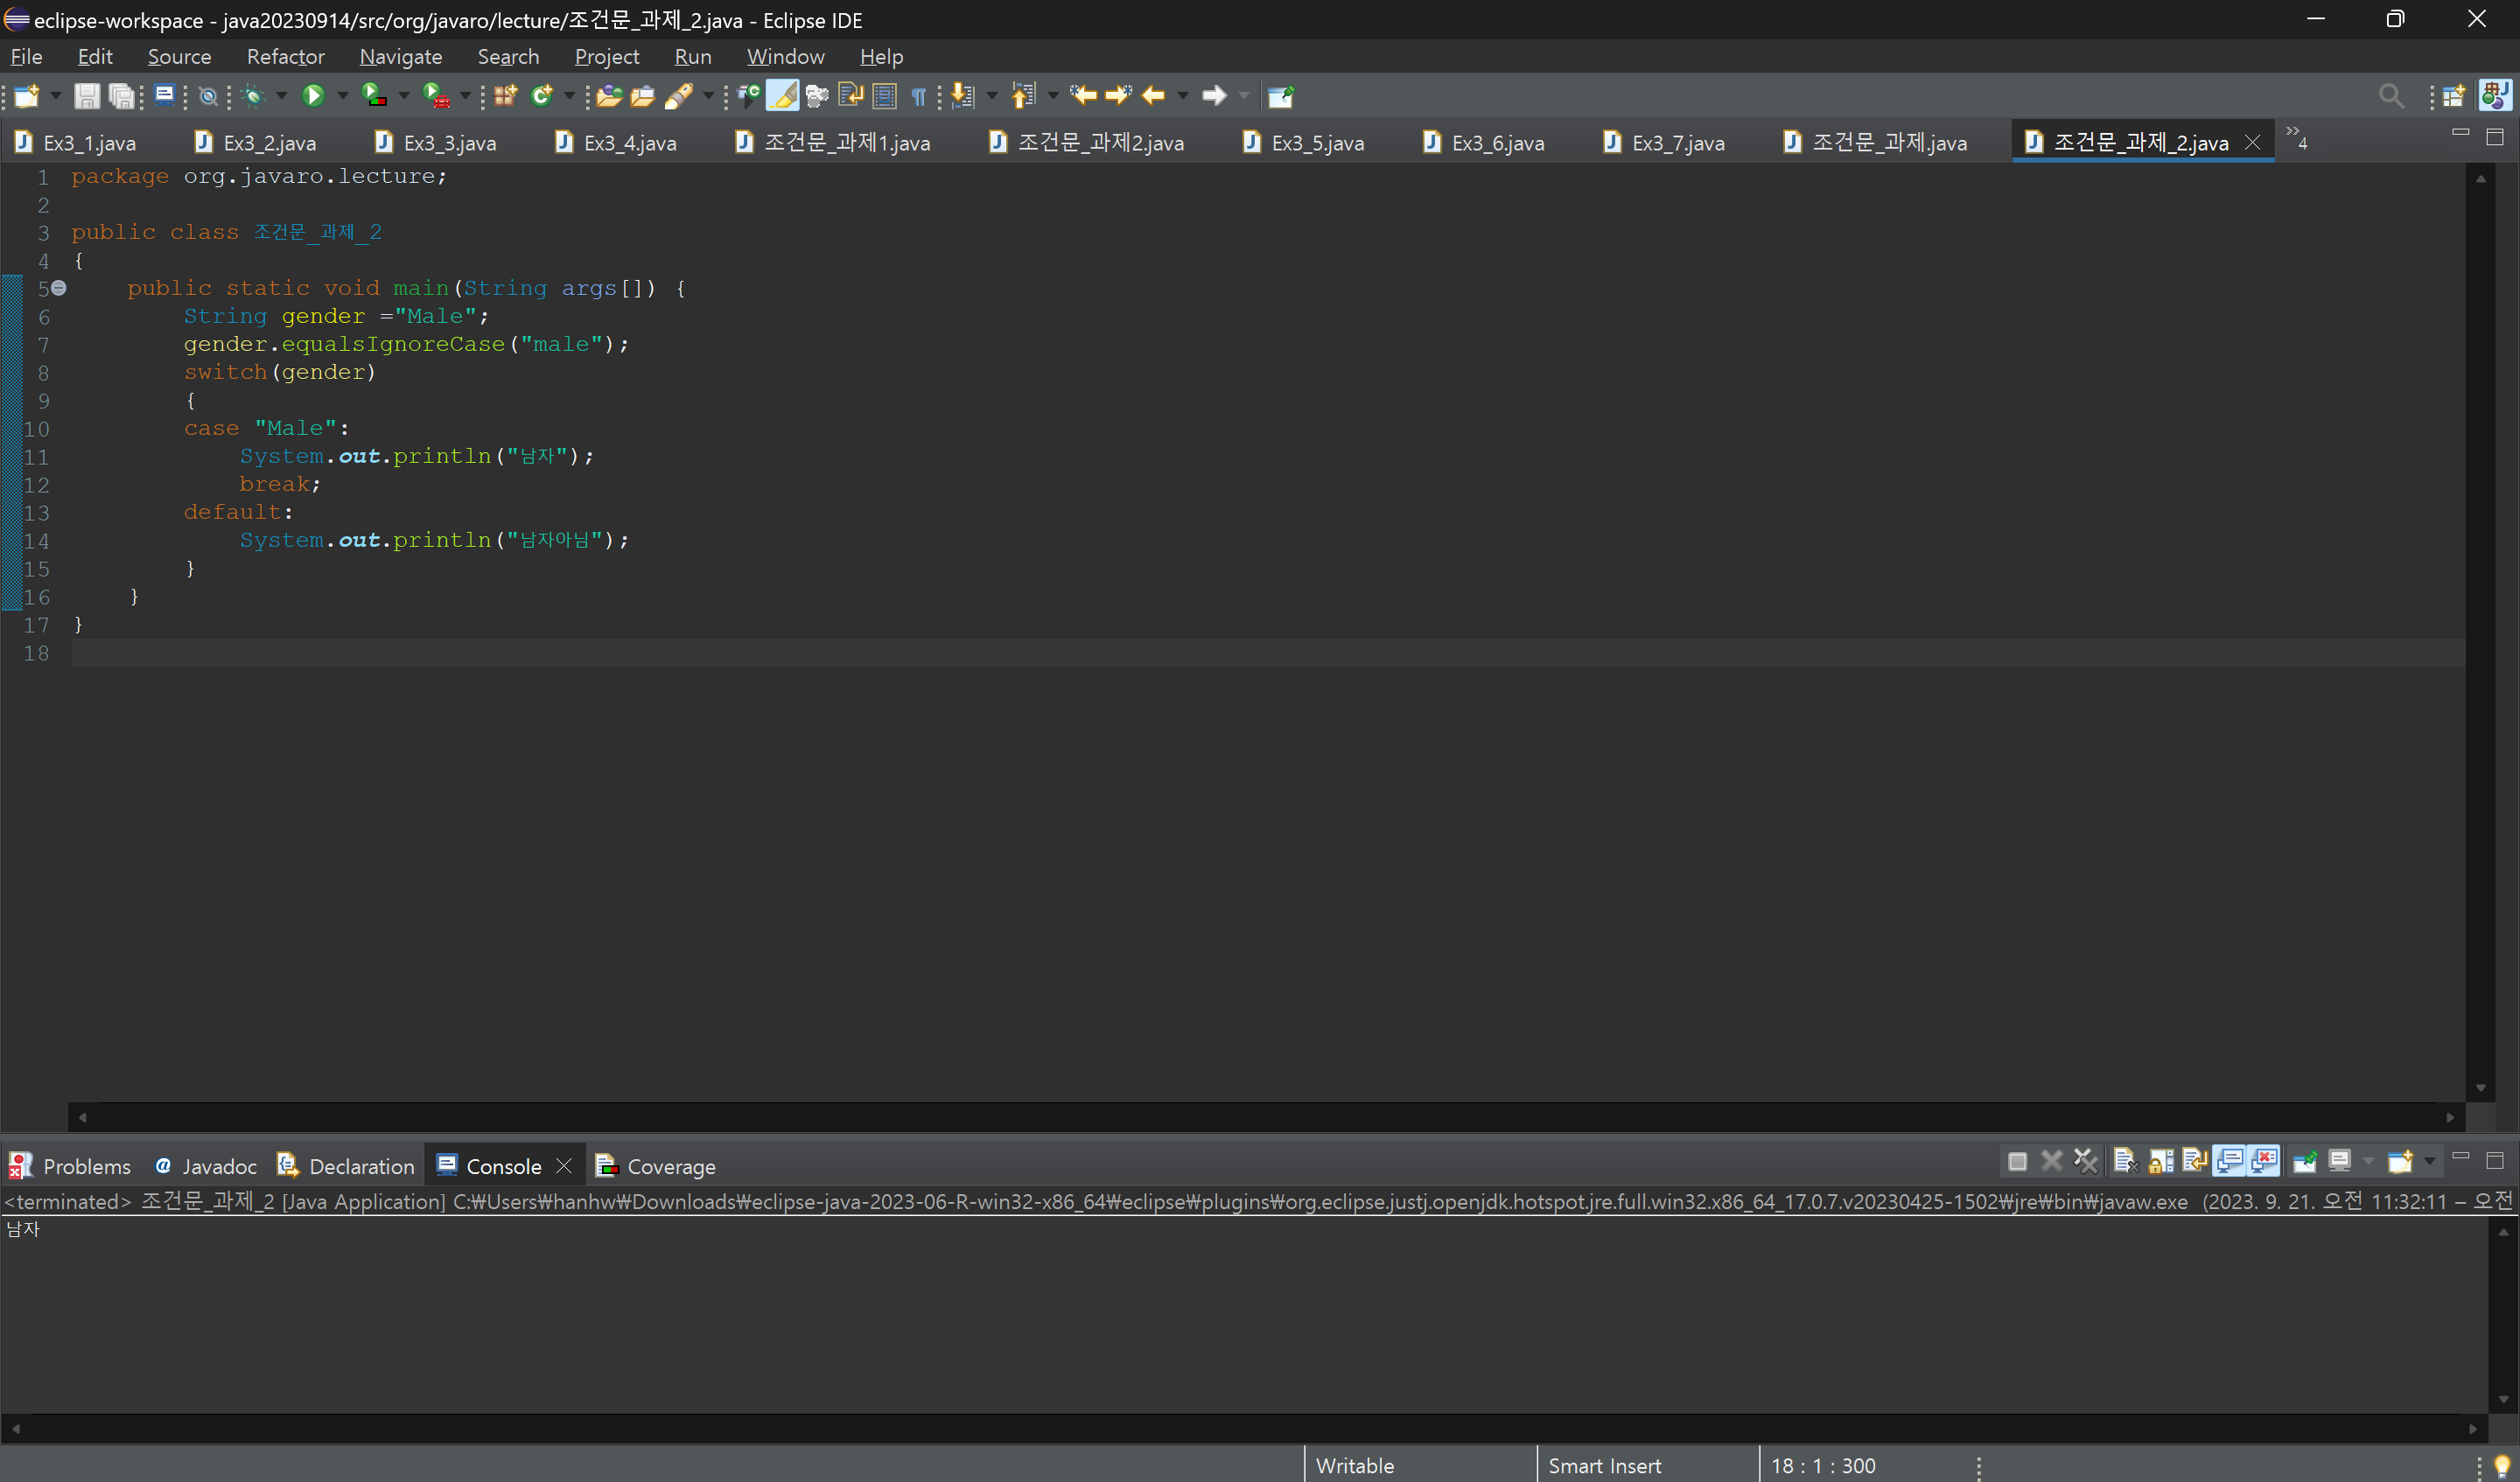 eclipse-workspace - java20230914/src/org/javaro/lecture/조건문_과제_2.java - Eclipse IDE
File Edit Source Refactor Navigate Search Project Run Window Help
Ex3_1.java Ex3_2.java Ex3_3.java Ex3_4.java 조건문_과제1.java 조건문_과제2.java Ex3_5.java Ex3_6.java Ex3_7.java 조건문_과제.java 조건문_과제_2.java 4
1 package org.javaro.lecture;
2
3 public class 조건문_과제_2
4 {
5 public static void main(String args[]) {
6 String gender ="Male";
7 gender.equalsIgnoreCase("male");
8 switch(gender)
9 {
10 case "Male":
11 System.out.println("남자");
12 break;
13 default:
14 System.out.println("남자아님");
15 }
16 }
17 }
18
Problems Javadoc Declaration Console Coverage
<terminated> 조건문_과제_2 [Java Application] C:₩Users₩hanhw₩Downloads₩eclipse-java-2023-06-R-win32-x86_64₩eclipse₩plugins₩org.eclipse.justj.openjdk.hotspot.jre.full.win32.x86_64_17.0.7.v20230425-1502₩jre₩bin₩javaw.exe (2023. 9. 21. 오전 11:32:11 – 오전
남자
Writable Smart Insert 18 : 1 : 300